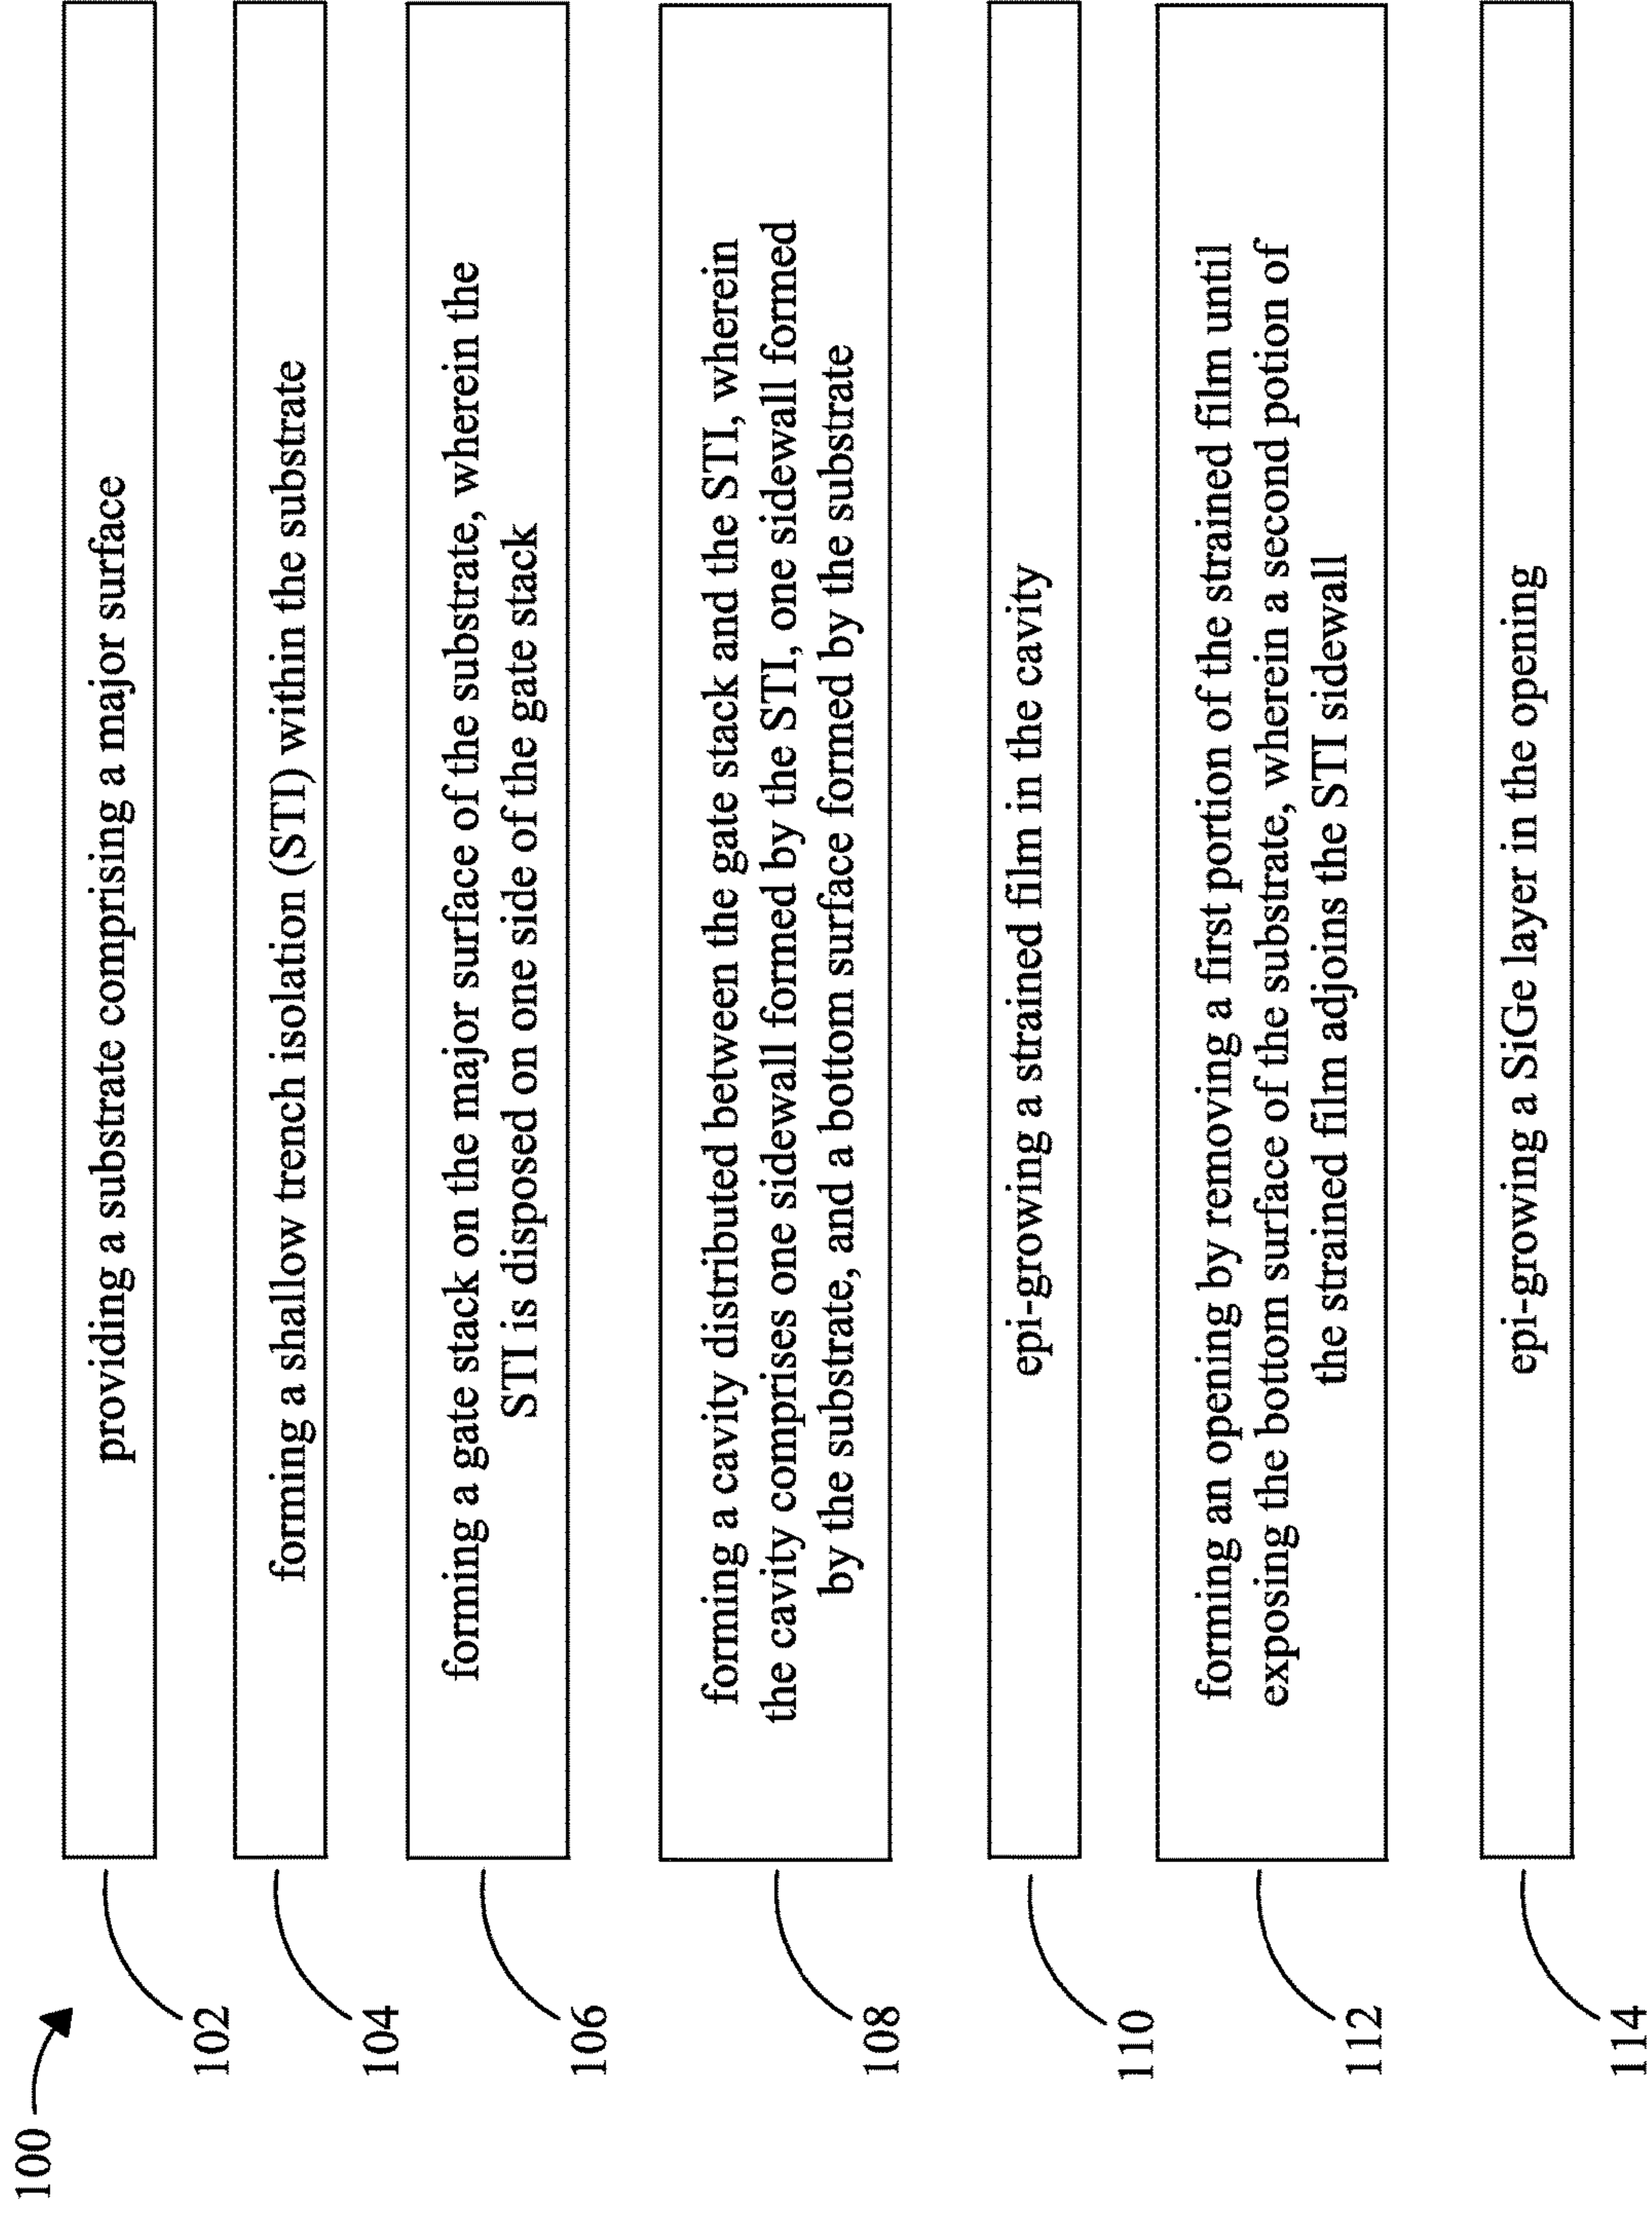 100
102
providing a substrate comprising a major surface
104
forming a shallow trench isolation (STI) within the substrate
106
forming a gate stack on the major surface of the substrate, wherein the
STI is disposed on one side of the gate stack
108
forming a cavity distributed between the gate stack and the STI, wherein
the cavity comprises one sidewall formed by the STI, one sidewall formed
by the substrate, and a bottom surface formed by the substrate
110
epi-growing a strained film in the cavity
112
forming an opening by removing a first portion of the strained film until
exposing the bottom surface of the substrate, wherein a second potion of
the strained film adjoins the STI sidewall
114
epi-growing a SiGe layer in the opening